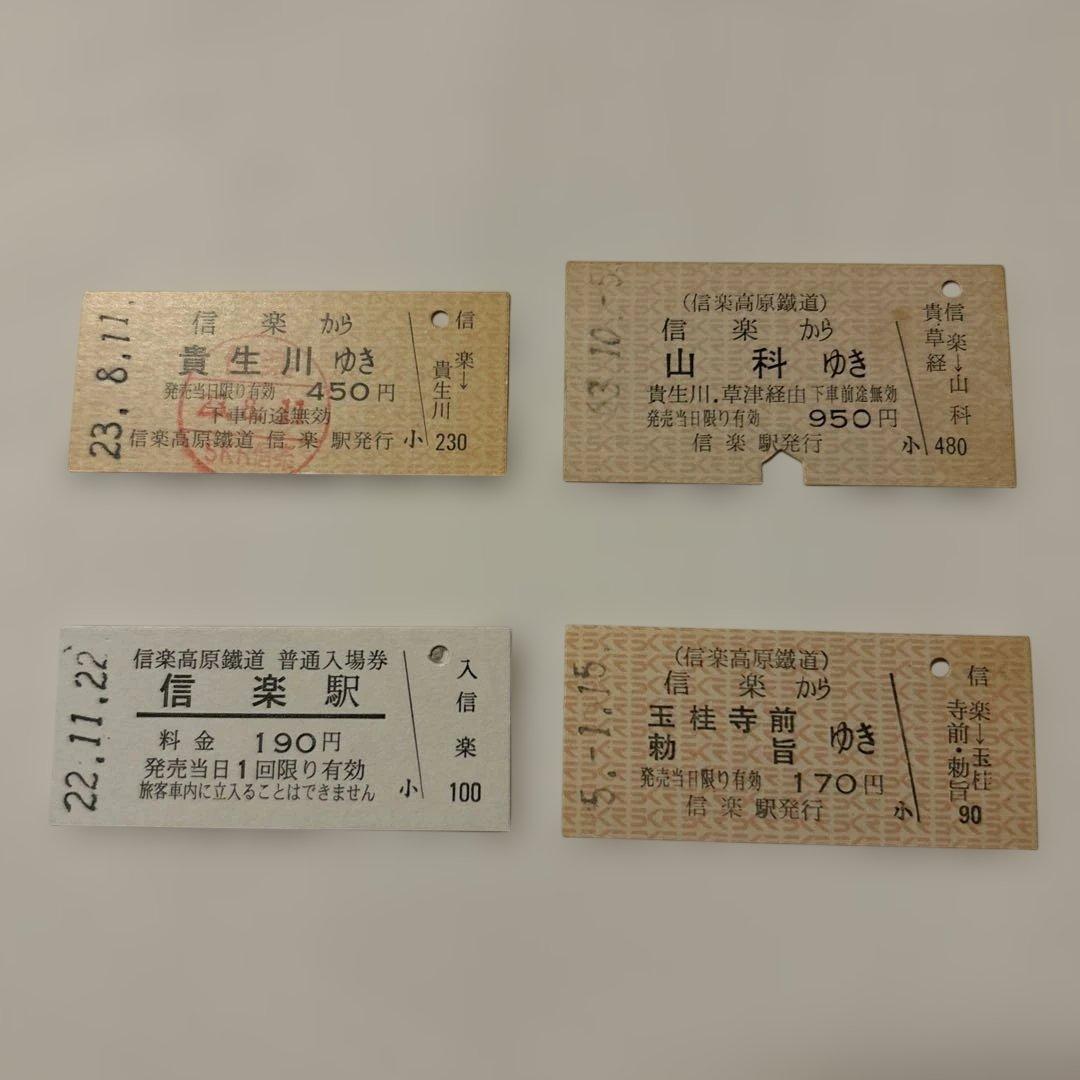 23.8.11.
信楽から
貴生川ゆき
発売当日限り有効 450円
下車前途無効
信楽高原鐵道 信楽駅発行
小 230
信楽→貴生川
SKR信楽
63.10.-5.
(信楽高原鐵道)
信楽から
山科ゆき
貴生川.草津経由 下車前途無効
発売当日限り有効 950円
信楽駅発行
小 480
信楽→山科
貴・草経
22.11.22
信楽高原鐵道 普通入場券
信楽駅
料金 190円
発売当日1回限り有効
旅客車内に立入ることはできません
小 100
入
信楽
5.-1.15
(信楽高原鐵道)
信楽から
玉桂寺前
勅旨
ゆき
発売当日限り有効 170円
信楽駅発行
小 90
信楽→玉桂
寺前・勅旨